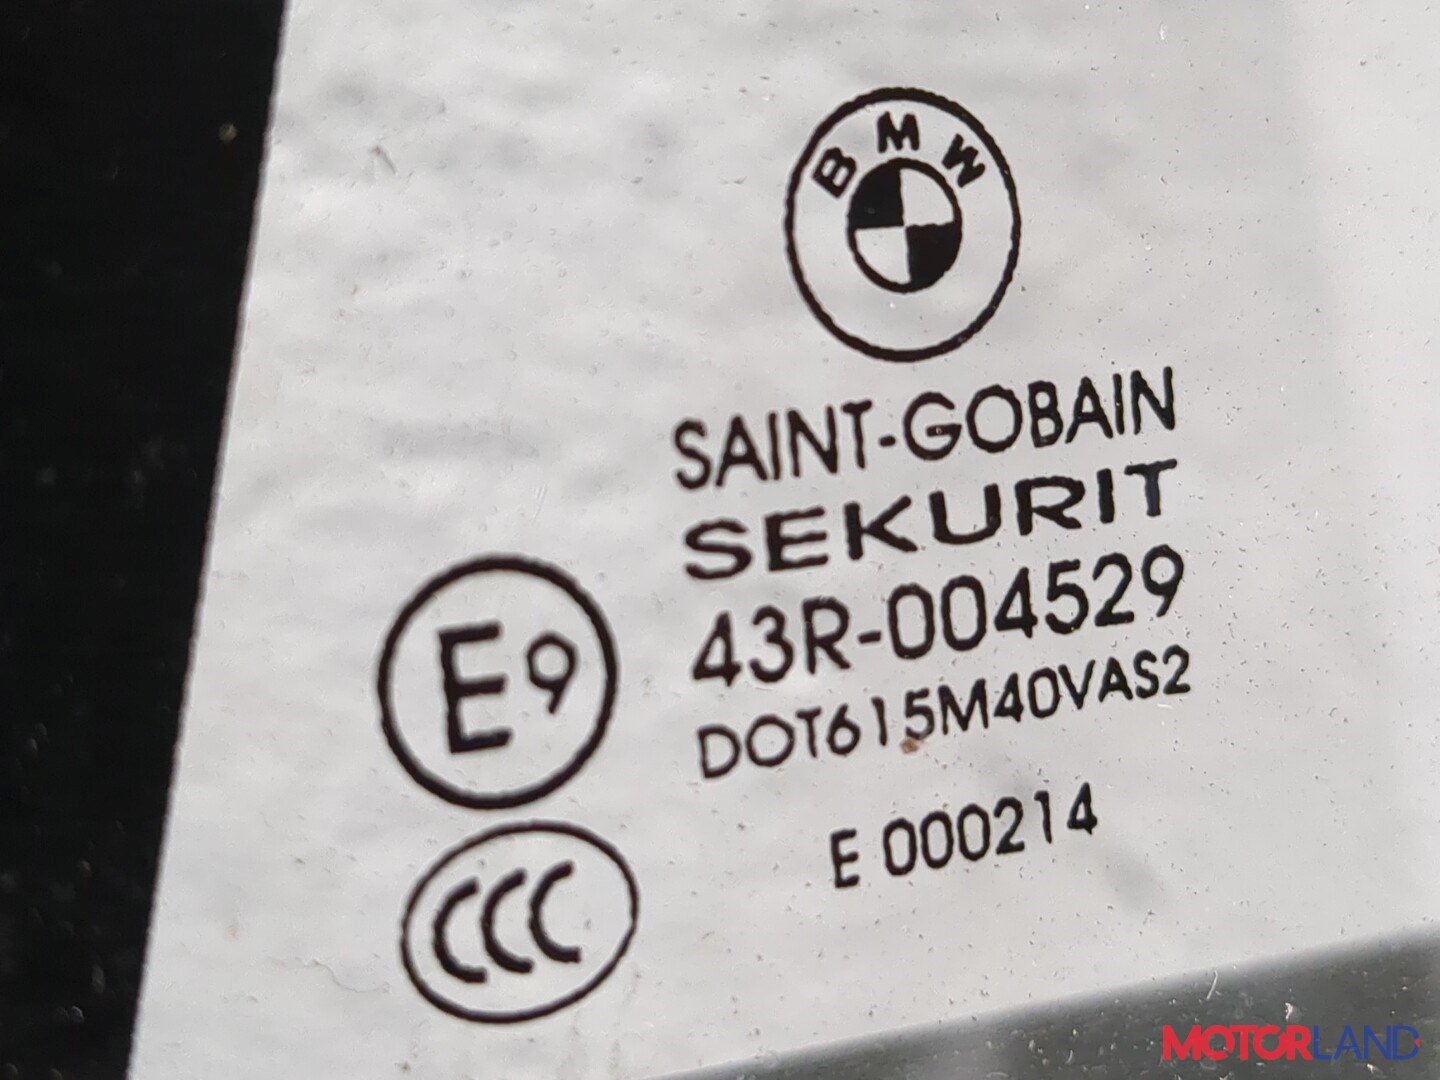 BMW
SAINT-GOBAIN
SEKURIT
43R-004529
DOT615M40VAS2
E 000214
E9
CCC
MOTORLAND